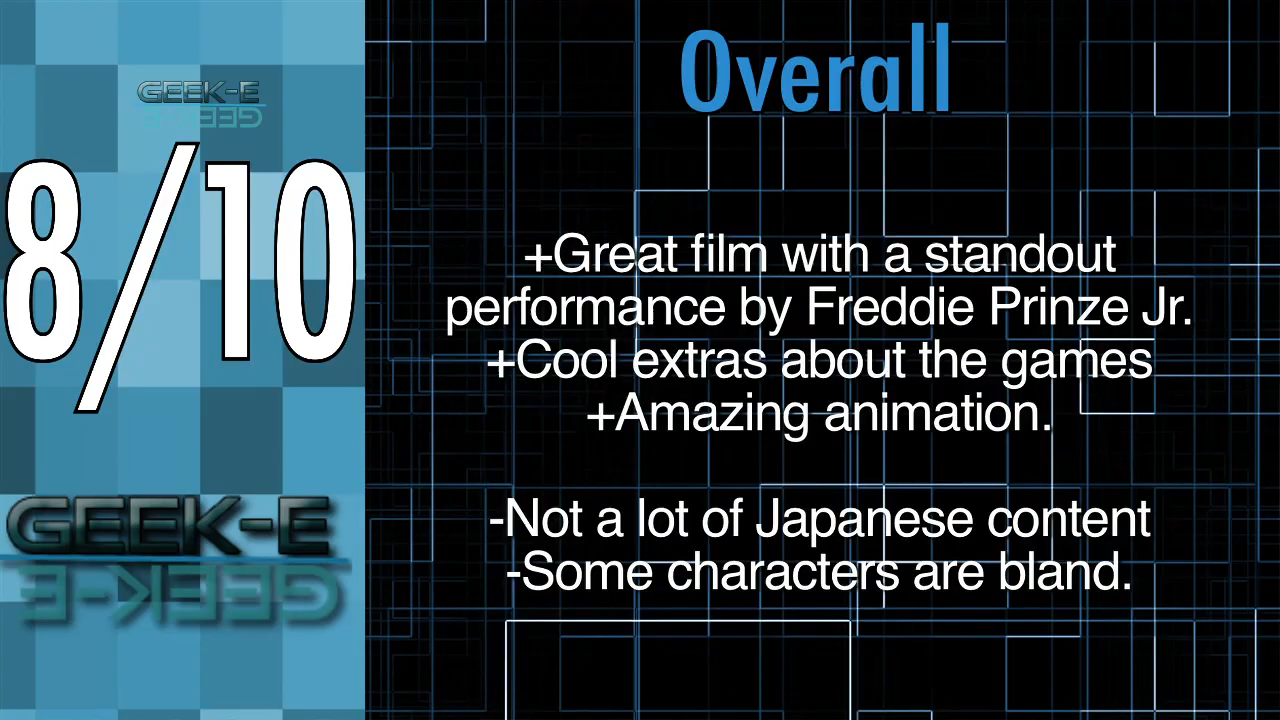 Overall
GEEK-E
8/10
+Great film with a standout
performance by Freddie Prinze Jr.
+Cool extras about the games
+Amazing animation.
-Not a lot of Japanese content
-Some characters are bland.
GEEK-E